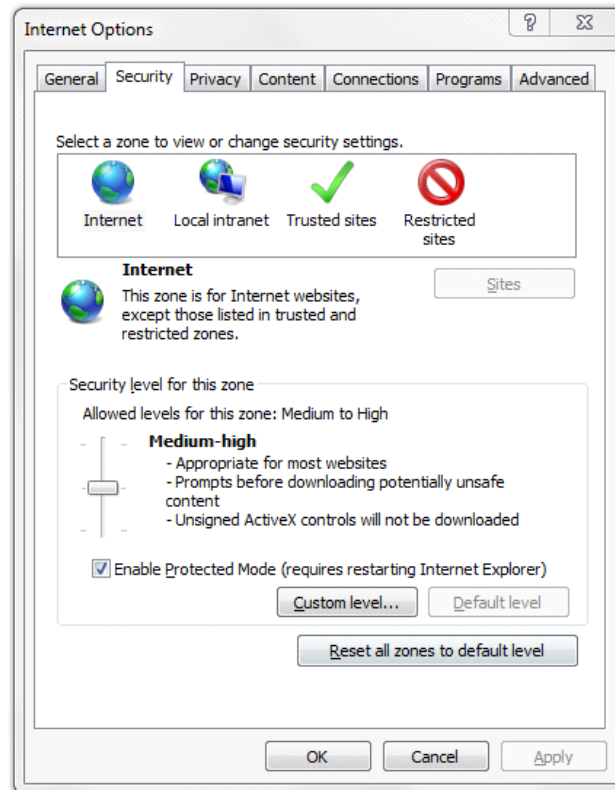 Internet Options
General Security Privacy Content Connections Programs Advanced
Select a zone to view or change security settings.
Internet Local intranet Trusted sites Restricted
sites
Internet
This zone is for Internet websites,
except those listed in trusted and
restricted zones.
Sites
Security level for this zone
Allowed levels for this zone: Medium to High
Medium-high
- Appropriate for most websites
- Prompts before downloading potentially unsafe
content
- Unsigned ActiveX controls will not be downloaded
Enable Protected Mode (requires restarting Internet Explorer)
Custom level... Default level
Reset all zones to default level
OK Cancel Apply